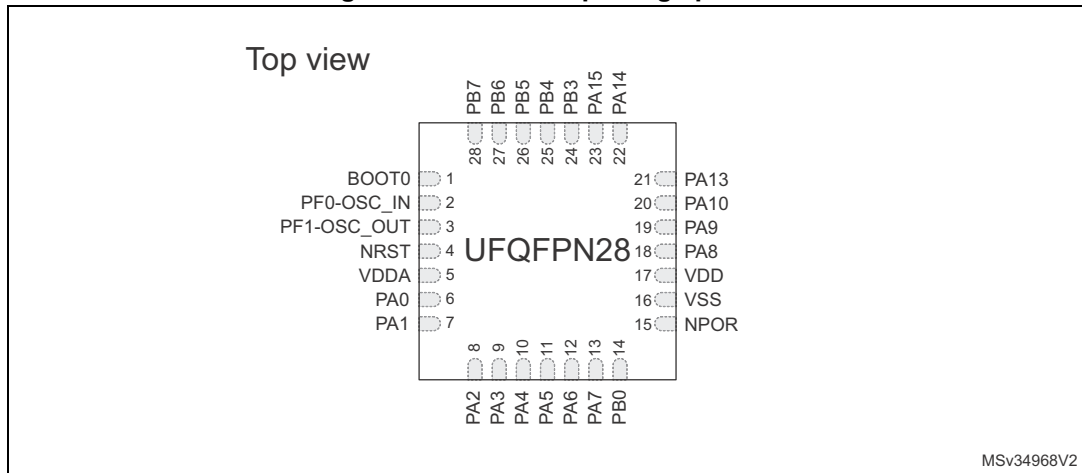 Top view
PB7
PB6
PB5
PB4
PB3
PA15
PA14
28
27
26
25
24
23
22
BOOT0 1
PF0-OSC_IN 2
PF1-OSC_OUT 3
NRST 4
VDDA 5
PA0 6
PA1 7
UFQFPN28
21 PA13
20 PA10
19 PA9
18 PA8
17 VDD
16 VSS
15 NPOR
8
9
10
11
12
13
14
PA2
PA3
PA4
PA5
PA6
PA7
PB0
MSv34968V2